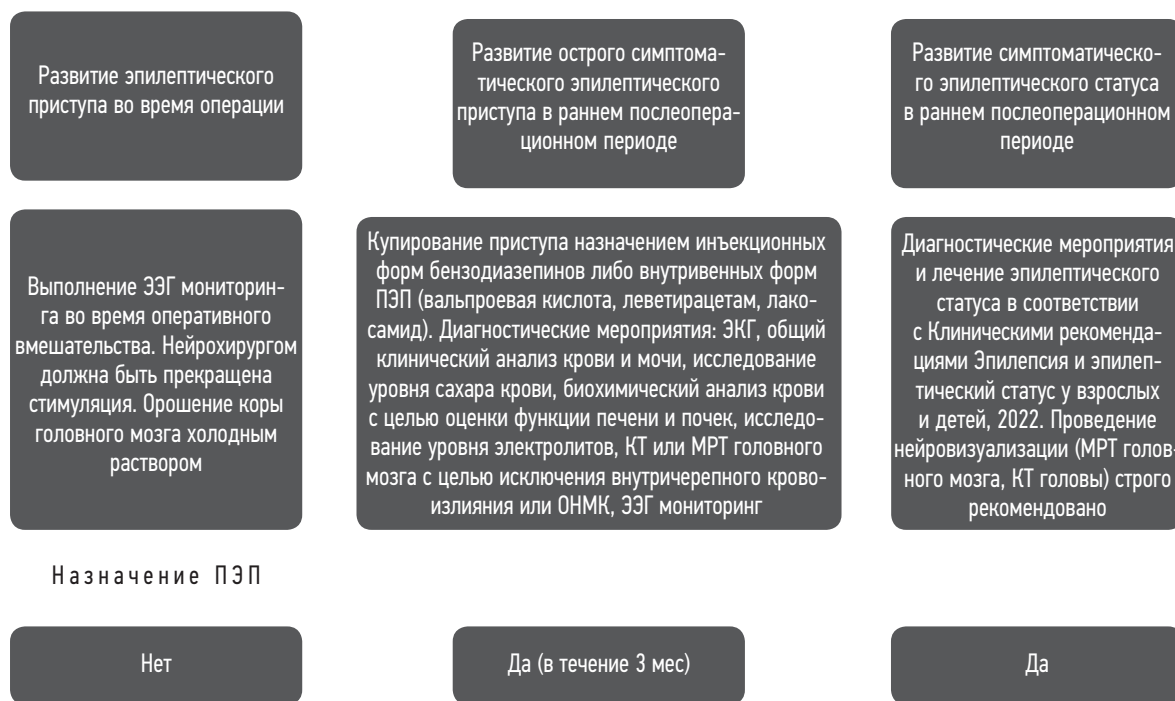 Развитие эпилептического
приступа во время операции
Развитие острого симптома-
тического эпилептического
приступа в раннем послеопера-
ционном периоде
Развитие симптоматическо-
го эпилептического статуса
в раннем послеоперационном
периоде
Выполнение ЭЭГ мониторин-
га во время оперативного
вмешательства. Нейрохирургом
должна быть прекращена
стимуляция. Орошение коры
головного мозга холодным
раствором
Купирование приступа назначением инъекционных
форм бензодиазепинов либо внутривенных форм
ПЭП (вальпроевая кислота, леветирацетам, лако-
самид). Диагностические мероприятия: ЭКГ, общий
клинический анализ крови и мочи, исследование
уровня сахара крови, биохимический анализ крови
с целью оценки функции печени и почек, исследо-
вание уровня электролитов, КТ или МРТ головного
мозга с целью исключения внутричерепного крово-
излияния или ОНМК, ЭЭГ мониторинг
Диагностические мероприятия
и лечение эпилептического
статуса в соответствии
с Клиническими рекоменда-
циями Эпилепсия и эпилеп-
тический статус у взрослых
и детей, 2022. Проведение
нейровизуализации (МРТ голов-
ного мозга, КТ головы) строго
рекомендовано
Назначение ПЭП
Нет
Да (в течение 3 мес)
Да